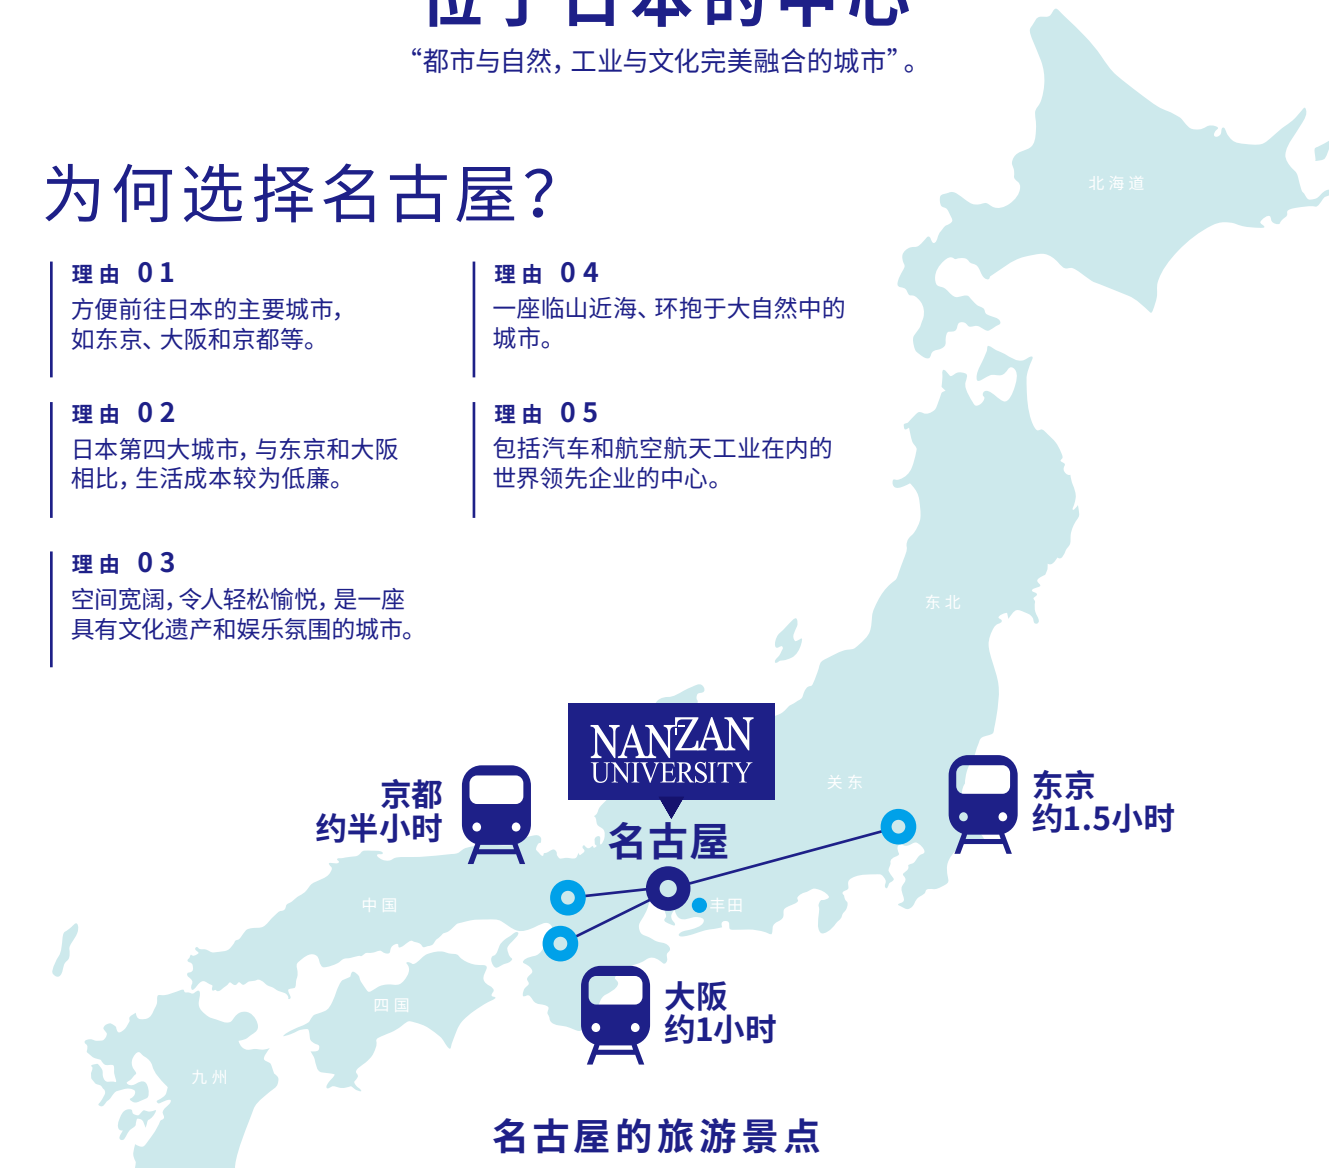 位于日本的中心
“都市与自然，工业与文化完美融合的城市”。
为何选择名古屋？
理由 01
方便前往日本的主要城市，
如东京、大阪和京都等。
理由 02
日本第四大城市，与东京和大阪
相比，生活成本较为低廉。
理由 03
空间宽阔，令人轻松愉悦，是一座
具有文化遗产和娱乐氛围的城市。
理由 04
一座临山近海、环抱于大自然中的
城市。
理由 05
包括汽车和航空航天工业在内的
世界领先企业的中心。
北海道
东北
NANZAN
UNIVERSITY
关东
京都
约半小时
名古屋
东京
约1.5小时
中国
丰田
大阪
约1小时
四国
九州
名古屋的旅游景点